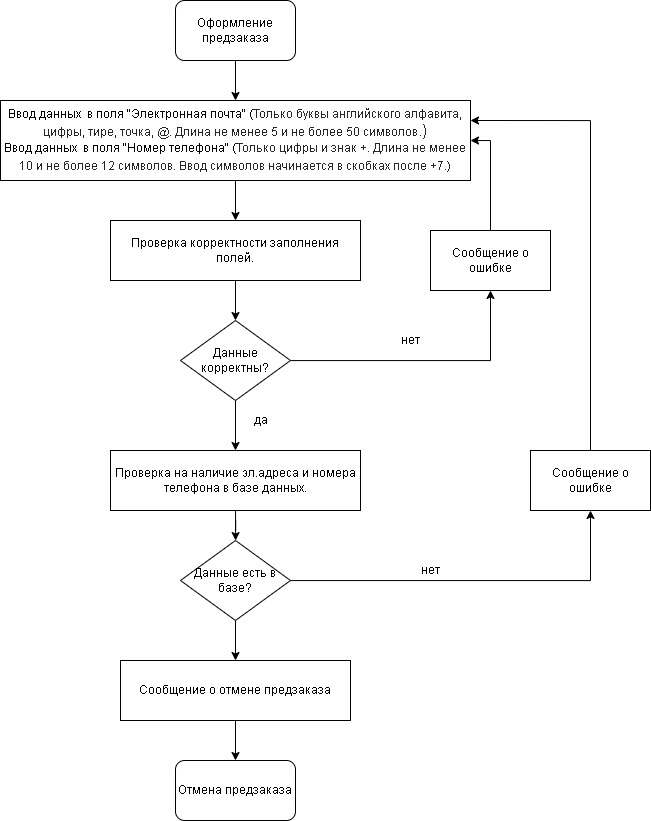 Оформление
предзаказа
Ввод данных в поля "Электронная почта" (Только буквы английского алфавита,
цифры, тире, точка, @. Длина не менее 5 и не более 50 символов.)
Ввод данных в поля "Номер телефона" (Только цифры и знак +. Длина не менее
10 и не более 12 символов. Ввод символов начинается в скобках после +7.)
Проверка корректности заполнения
полей.
Сообщение о
ошибке
Данные
корректны?
нет
да
Проверка на наличие эл.адреса и номера
телефона в базе данных.
Сообщение о
ошибке
Данные есть в
базе?
нет
Сообщение о отмене предзаказа
Отмена предзаказа